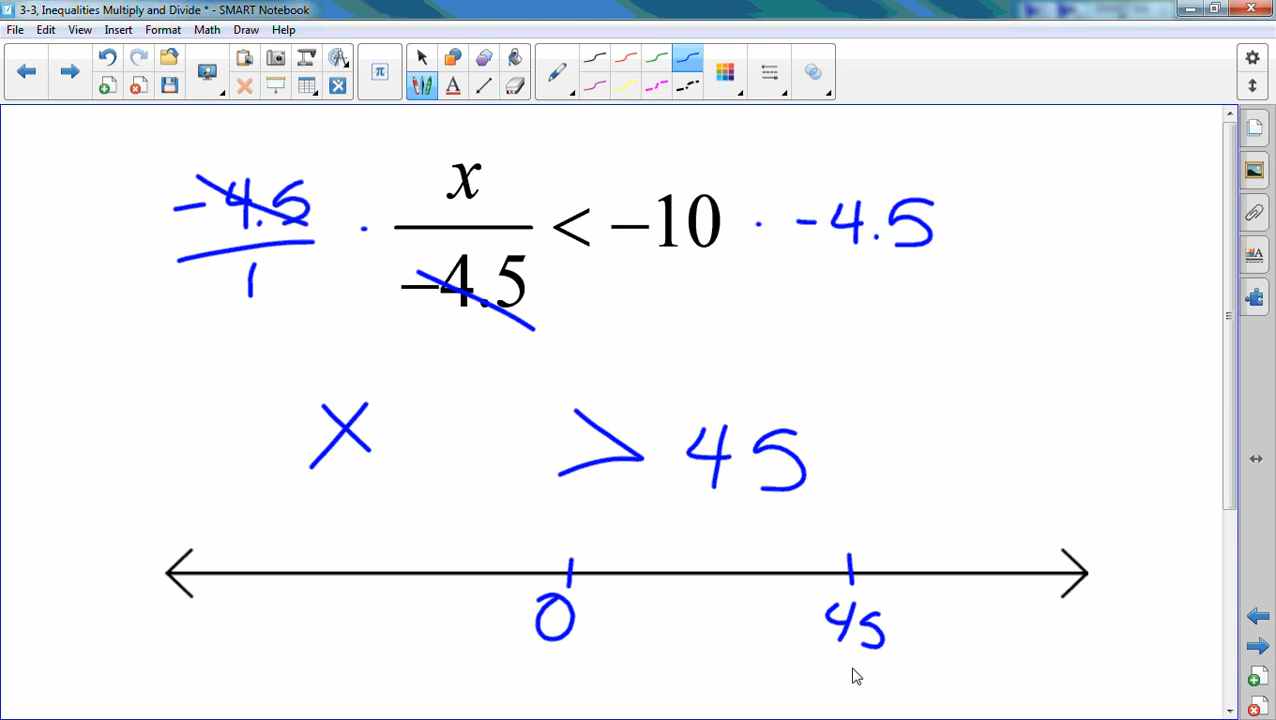 3-3, Inequalities Multiply and Divide * - SMART Notebook
File Edit View Insert Format Math Draw Help
π A
-4.5/1 · x/-4.5 < -10 · -4.5
x > 45
0 45